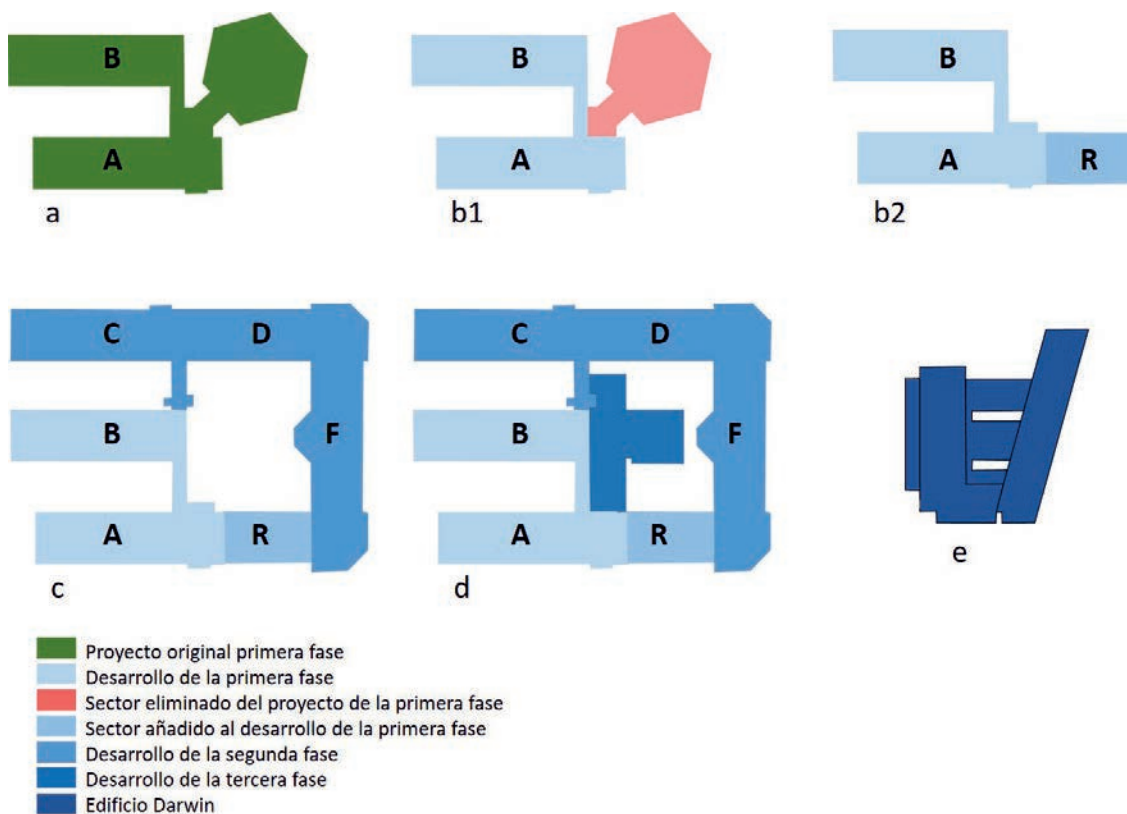 B
A
a
B
A
b1
B
A
R
b2
C
D
B
F
A
R
c
C
D
B
F
A
R
d
e
Proyecto original primera fase
Desarrollo de la primera fase
Sector eliminado del proyecto de la primera fase
Sector añadido al desarrollo de la primera fase
Desarrollo de la segunda fase
Desarrollo de la tercera fase
Edificio Darwin